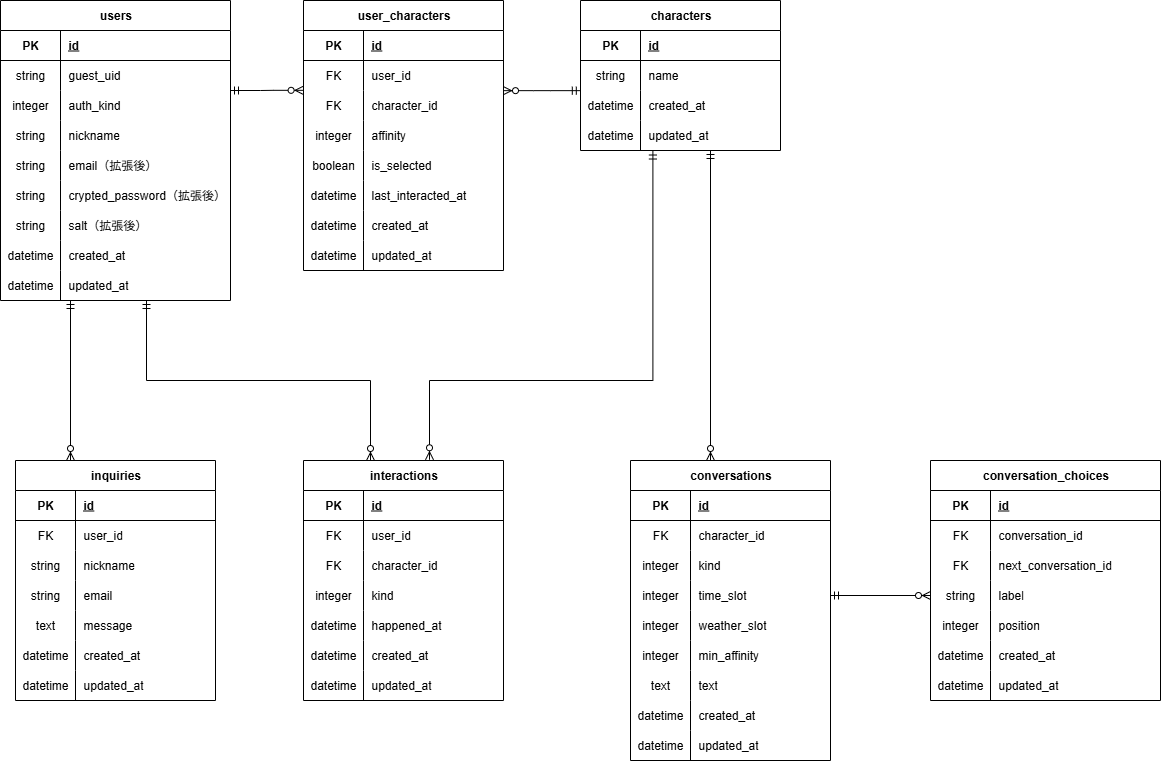 users
PK id
string guest_uid
integer auth_kind
string nickname
string email（拡張後）
string crypted_password（拡張後）
string salt（拡張後）
datetime created_at
datetime updated_at
user_characters
PK id
FK user_id
FK character_id
integer affinity
boolean is_selected
datetime last_interacted_at
datetime created_at
datetime updated_at
characters
PK id
string name
datetime created_at
datetime updated_at
inquiries
PK id
FK user_id
string nickname
string email
text message
datetime created_at
datetime updated_at
interactions
PK id
FK user_id
FK character_id
integer kind
datetime happened_at
datetime created_at
datetime updated_at
conversations
PK id
FK character_id
integer kind
integer time_slot
integer weather_slot
integer min_affinity
text text
datetime created_at
datetime updated_at
conversation_choices
PK id
FK conversation_id
FK next_conversation_id
string label
integer position
datetime created_at
datetime updated_at